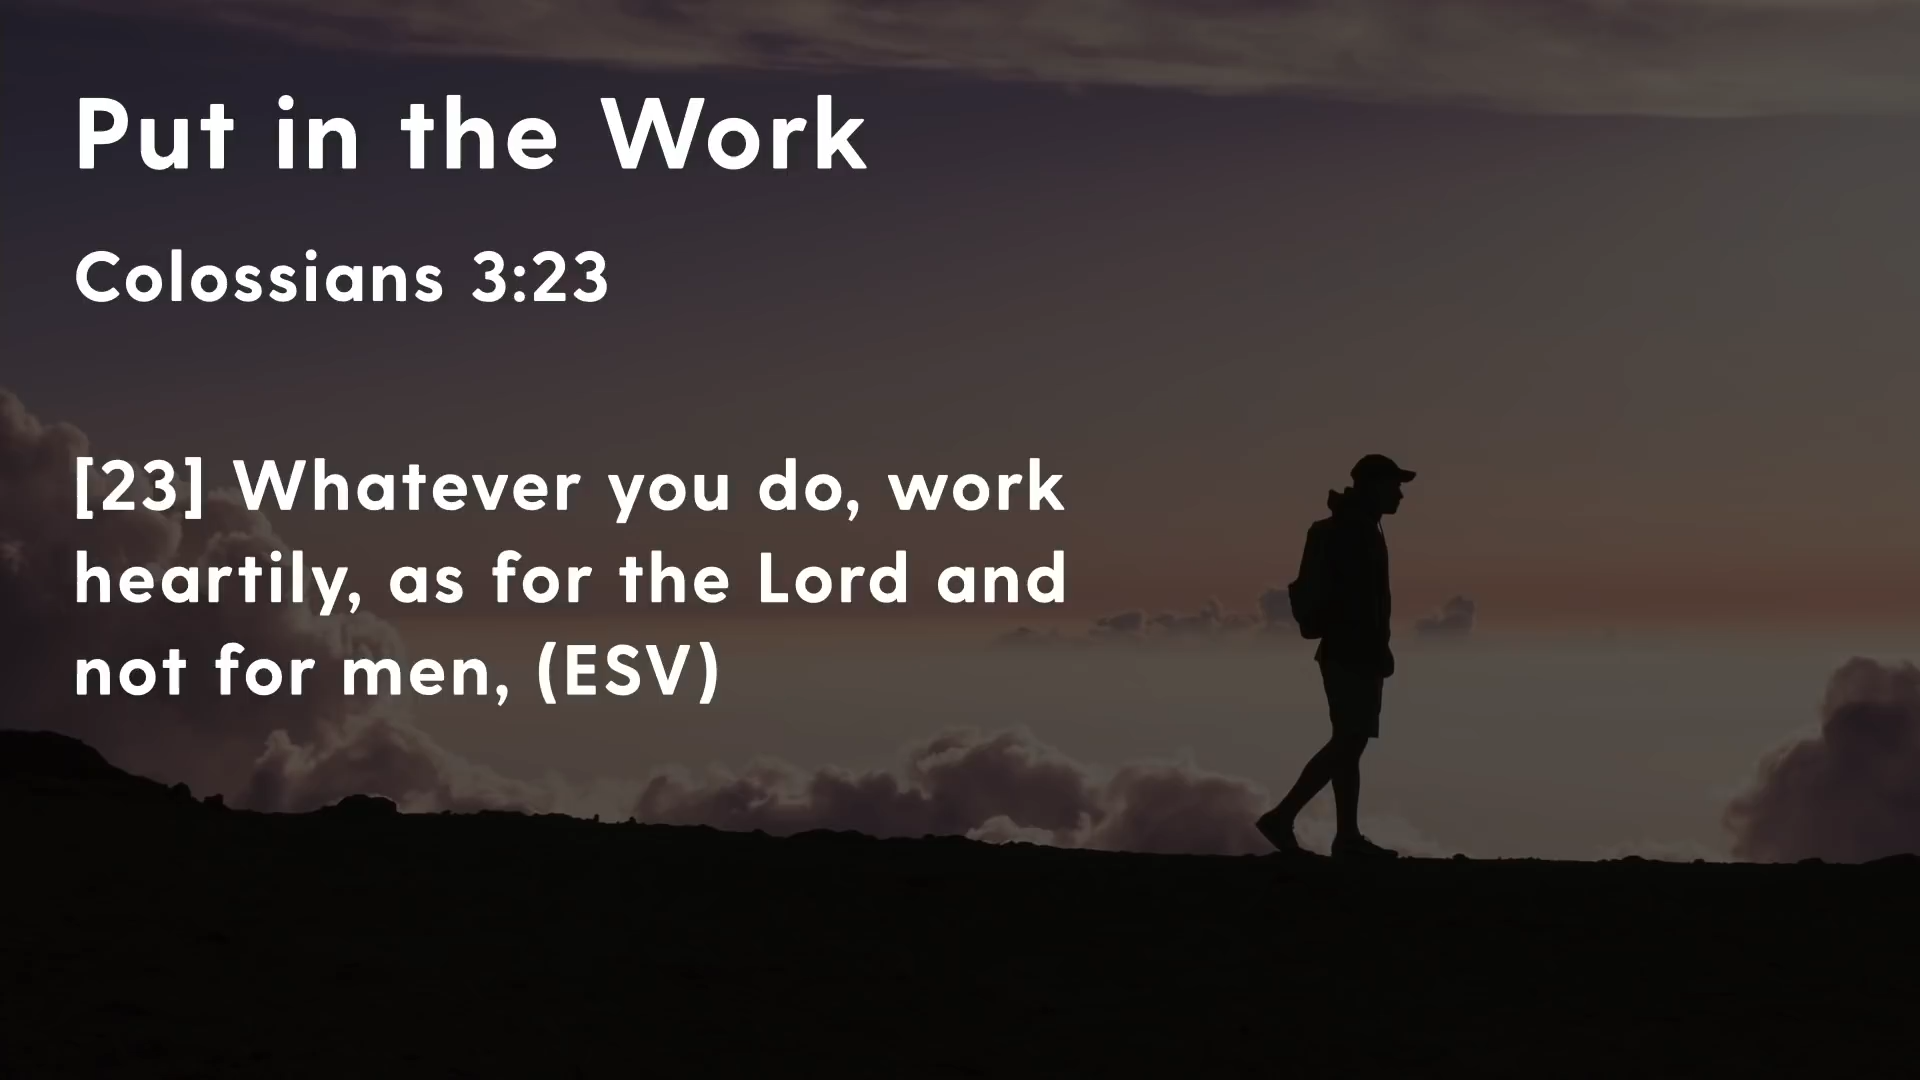 Put in the Work
Colossians 3:23
[23] Whatever you do, work
heartily, as for the Lord and
not for men, (ESV)